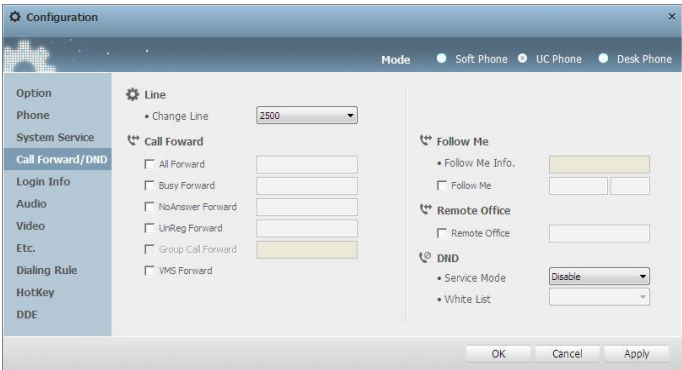 Configuration
Mode Soft Phone UC Phone Desk Phone
Option
Phone
System Service
Call Forward/DND
Login Info
Audio
Video
Etc.
Dialing Rule
HotKey
DDE
Line
• Change Line 2500
Call Foward
All Forward
Busy Forward
NoAnswer Forward
UnReg Forward
Group Call Forward
VMS Forward
Follow Me
• Follow Me Info.
Follow Me
Remote Office
Remote Office
DND
• Service Mode Disable
• White List
OK Cancel Apply